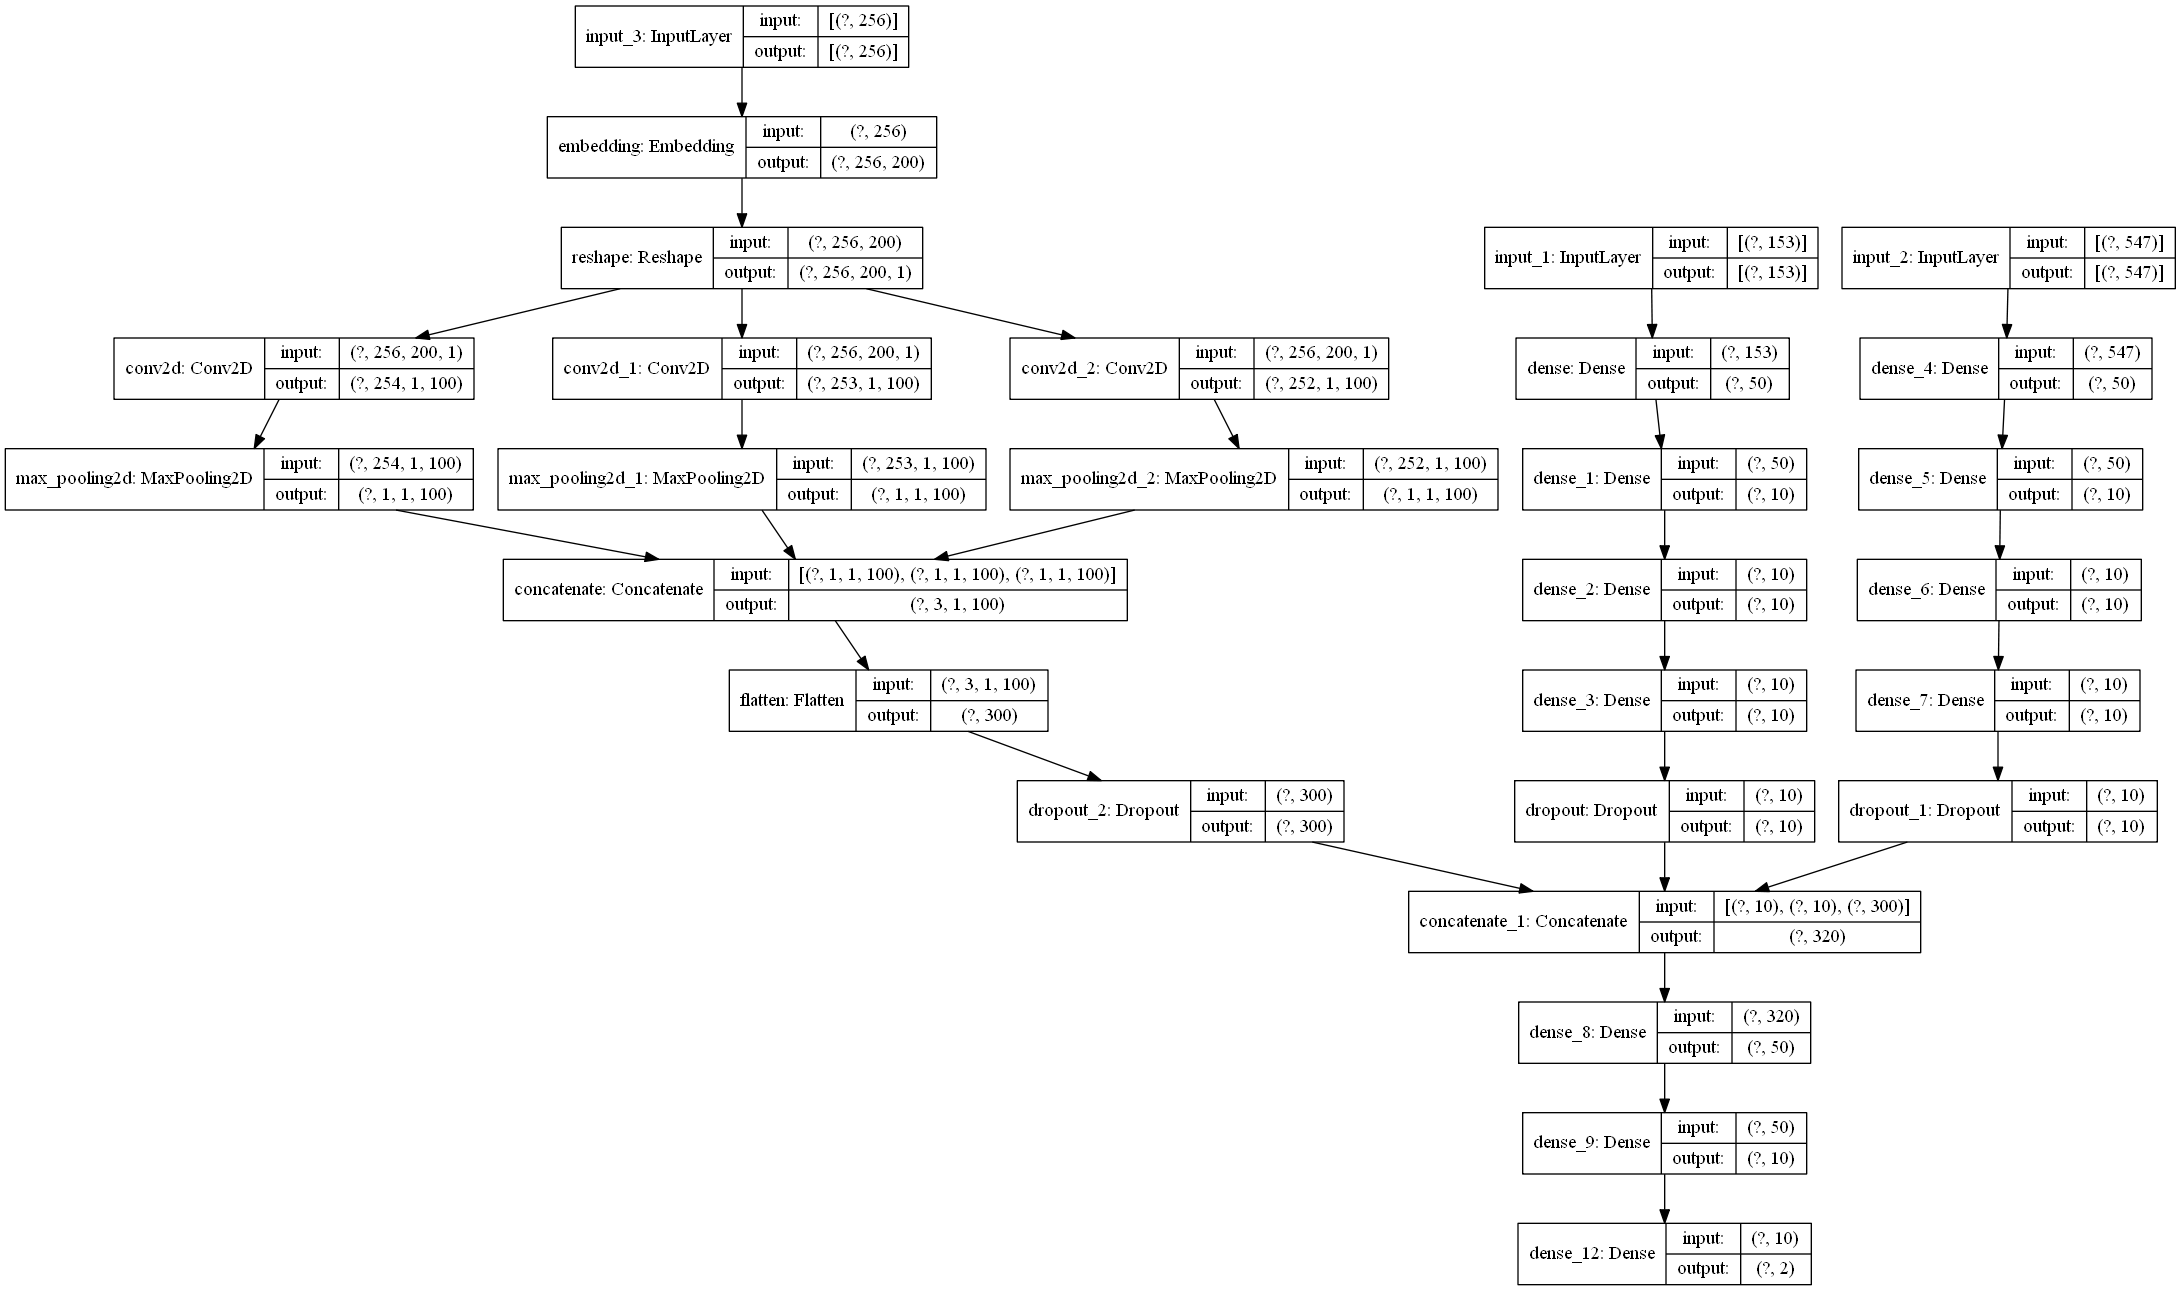 input_3: InputLayer input: [(?, 256)]
output: [(?, 256)]
embedding: Embedding input: (?, 256)
output: (?, 256, 200)
reshape: Reshape input: (?, 256, 200)
output: (?, 256, 200, 1)
input_1: InputLayer input: [(?, 153)]
output: [(?, 153)]
input_2: InputLayer input: [(?, 547)]
output: [(?, 547)]
conv2d: Conv2D input: (?, 256, 200, 1)
output: (?, 254, 1, 100)
conv2d_1: Conv2D input: (?, 256, 200, 1)
output: (?, 253, 1, 100)
conv2d_2: Conv2D input: (?, 256, 200, 1)
output: (?, 252, 1, 100)
dense: Dense input: (?, 153)
output: (?, 50)
dense_4: Dense input: (?, 547)
output: (?, 50)
max_pooling2d: MaxPooling2D input: (?, 254, 1, 100)
output: (?, 1, 1, 100)
max_pooling2d_1: MaxPooling2D input: (?, 253, 1, 100)
output: (?, 1, 1, 100)
max_pooling2d_2: MaxPooling2D input: (?, 252, 1, 100)
output: (?, 1, 1, 100)
dense_1: Dense input: (?, 50)
output: (?, 10)
dense_5: Dense input: (?, 50)
output: (?, 10)
concatenate: Concatenate input: [(?, 1, 1, 100), (?, 1, 1, 100), (?, 1, 1, 100)]
output: (?, 3, 1, 100)
dense_2: Dense input: (?, 10)
output: (?, 10)
dense_6: Dense input: (?, 10)
output: (?, 10)
flatten: Flatten input: (?, 3, 1, 100)
output: (?, 300)
dense_3: Dense input: (?, 10)
output: (?, 10)
dense_7: Dense input: (?, 10)
output: (?, 10)
dropout_2: Dropout input: (?, 300)
output: (?, 300)
dropout: Dropout input: (?, 10)
output: (?, 10)
dropout_1: Dropout input: (?, 10)
output: (?, 10)
concatenate_1: Concatenate input: [(?, 10), (?, 10), (?, 300)]
output: (?, 320)
dense_8: Dense input: (?, 320)
output: (?, 50)
dense_9: Dense input: (?, 50)
output: (?, 10)
dense_12: Dense input: (?, 10)
output: (?, 2)